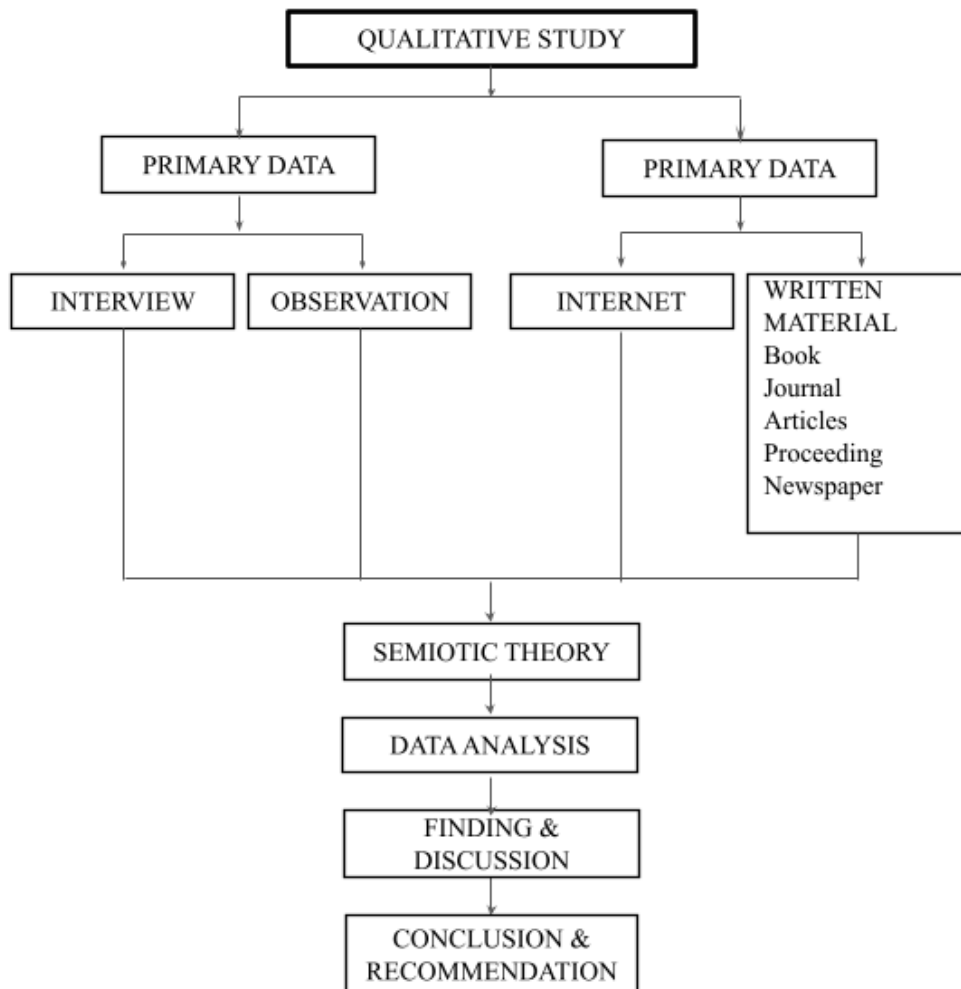 QUALITATIVE STUDY
PRIMARY DATA
PRIMARY DATA
INTERVIEW
OBSERVATION
INTERNET
WRITTEN
MATERIAL
Book
Journal
Articles
Proceeding
Newspaper
SEMIOTIC THEORY
DATA ANALYSIS
FINDING &
DISCUSSION
CONCLUSION &
RECOMMENDATION